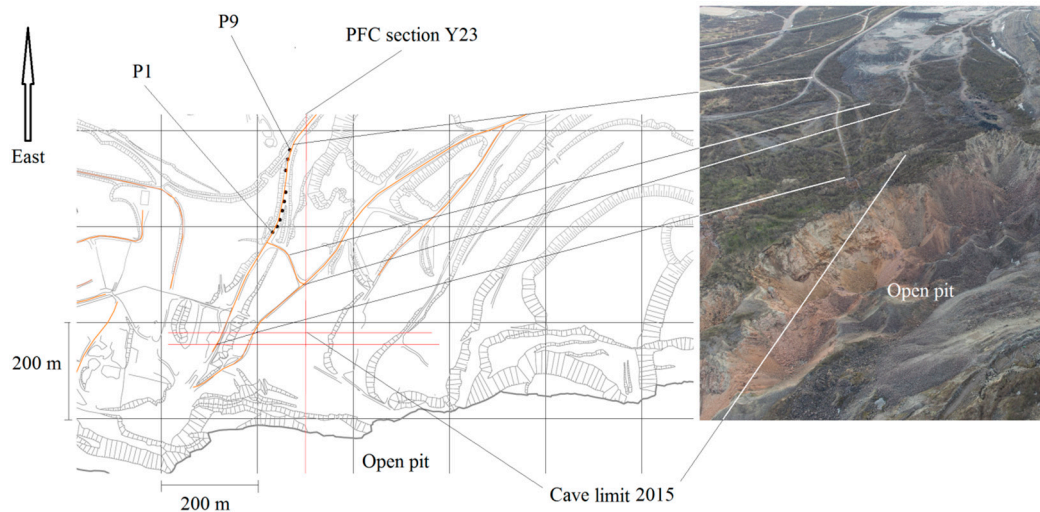 P9
PFC section Y23
P1
East
200 m
Open pit
Open pit
Cave limit 2015
200 m